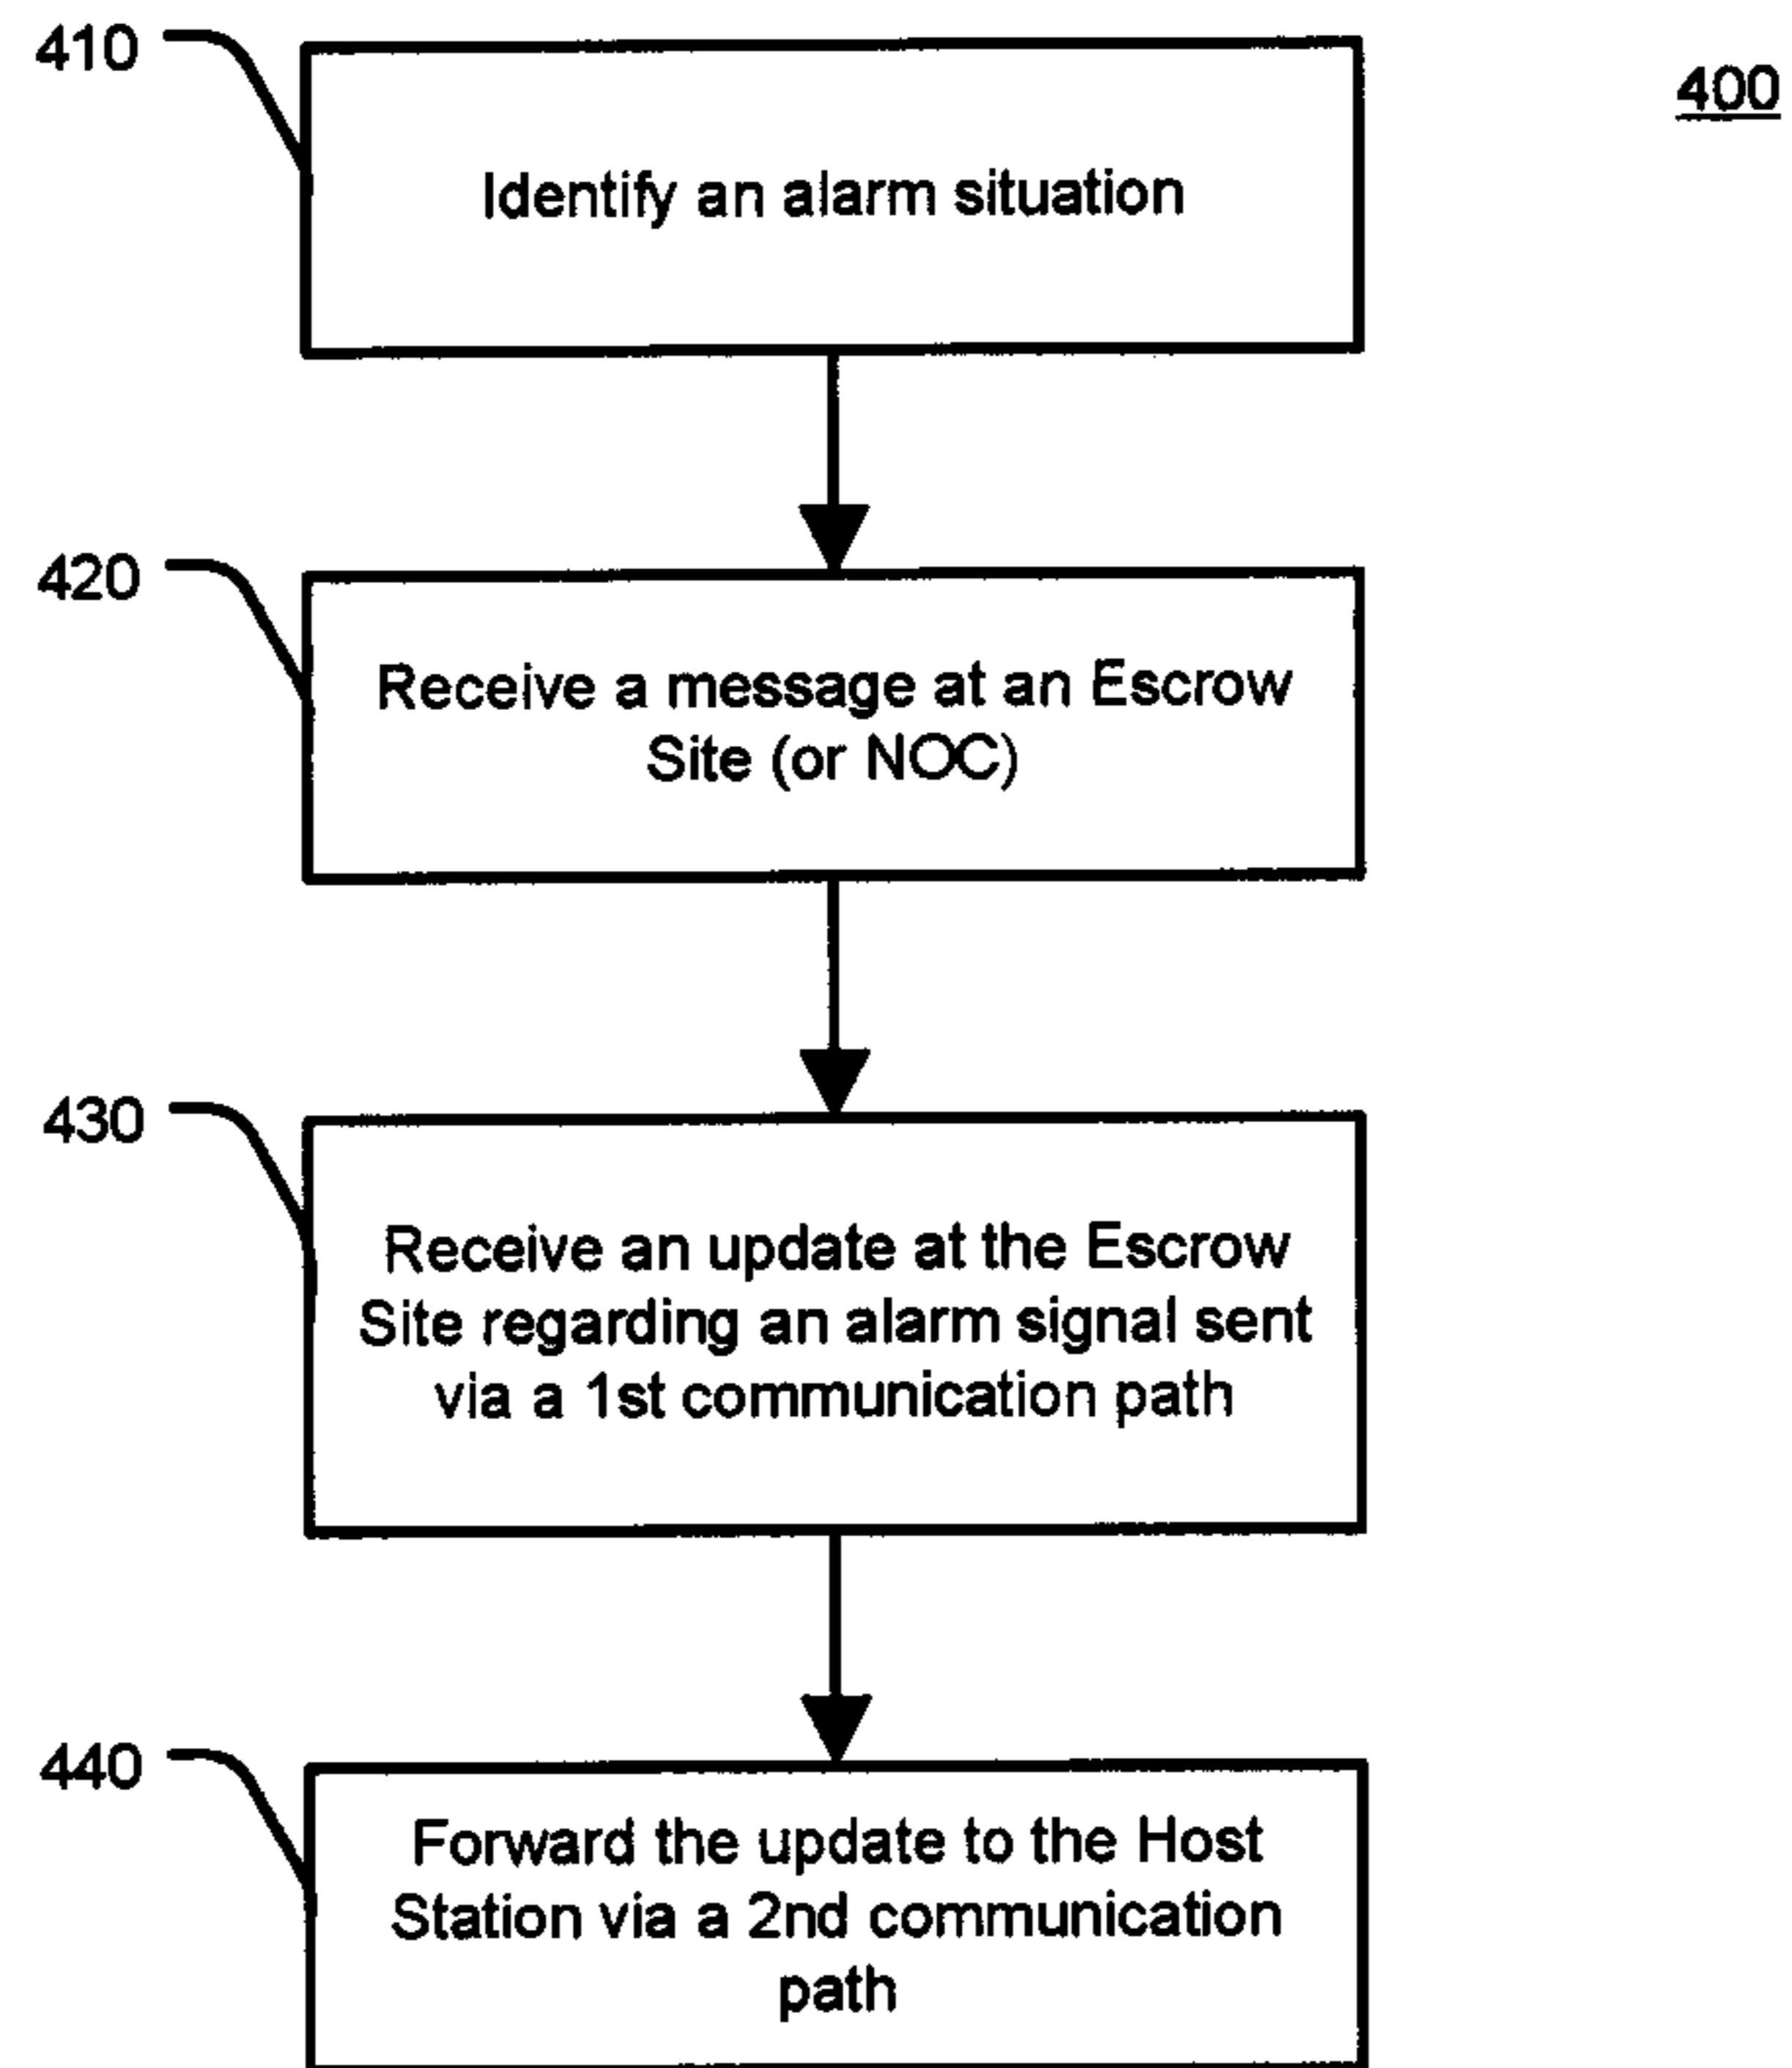 410
400
Identify an alarm situation
420
Receive a message at an Escrow
Site (or NOC)
430
Receive an update at the Escrow
Site regarding an alarm signal sent
via a 1st communication path
440
Forward the update to the Host
Station via a 2nd communication
path